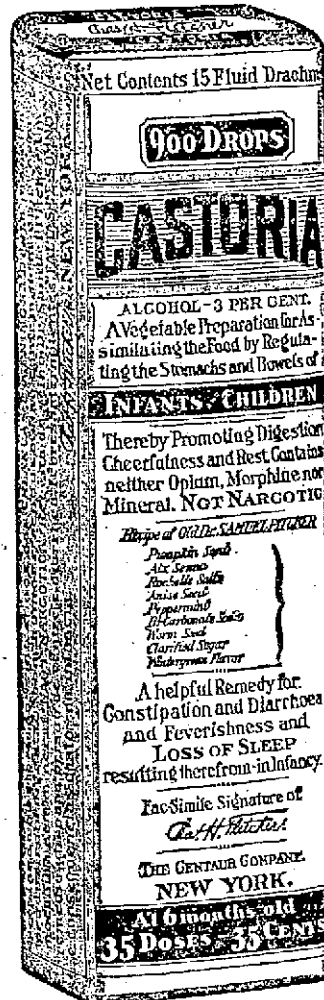 Net Contents 15 Fluid Drachm
900 DROPS
CASTORIA
ALCOHOL-3 PER CENT.
A Vegetable Preparation for As-
similating the Food by Regula-
ting the Stomachs and Bowels of
INFANTS CHILDREN
Thereby Promoting Digestion
Cheerfulness and Rest. Contains
neither Opium, Morphine nor
Mineral. NOT NARCOTIC
Recipe of Old Dr. SAMUEL PITCHER
Pumpkin Seed
Alx Senna
Rochelle Salts
Anise Seed
Peppermint
Bi Carbonate Soda
Worm Seed
Clarified Sugar
Wintergreen Flavor
A helpful Remedy for
Constipation and Diarrhoea
and Feverishness and
LOSS OF SLEEP
resulting therefrom in Infancy.
Fac-Simile Signature of
Chas. H. Fletcher.
THE CENTAUR COMPANY.
NEW YORK.
At 6 months old
35 DOSES 35 CENTS
NEW YORK